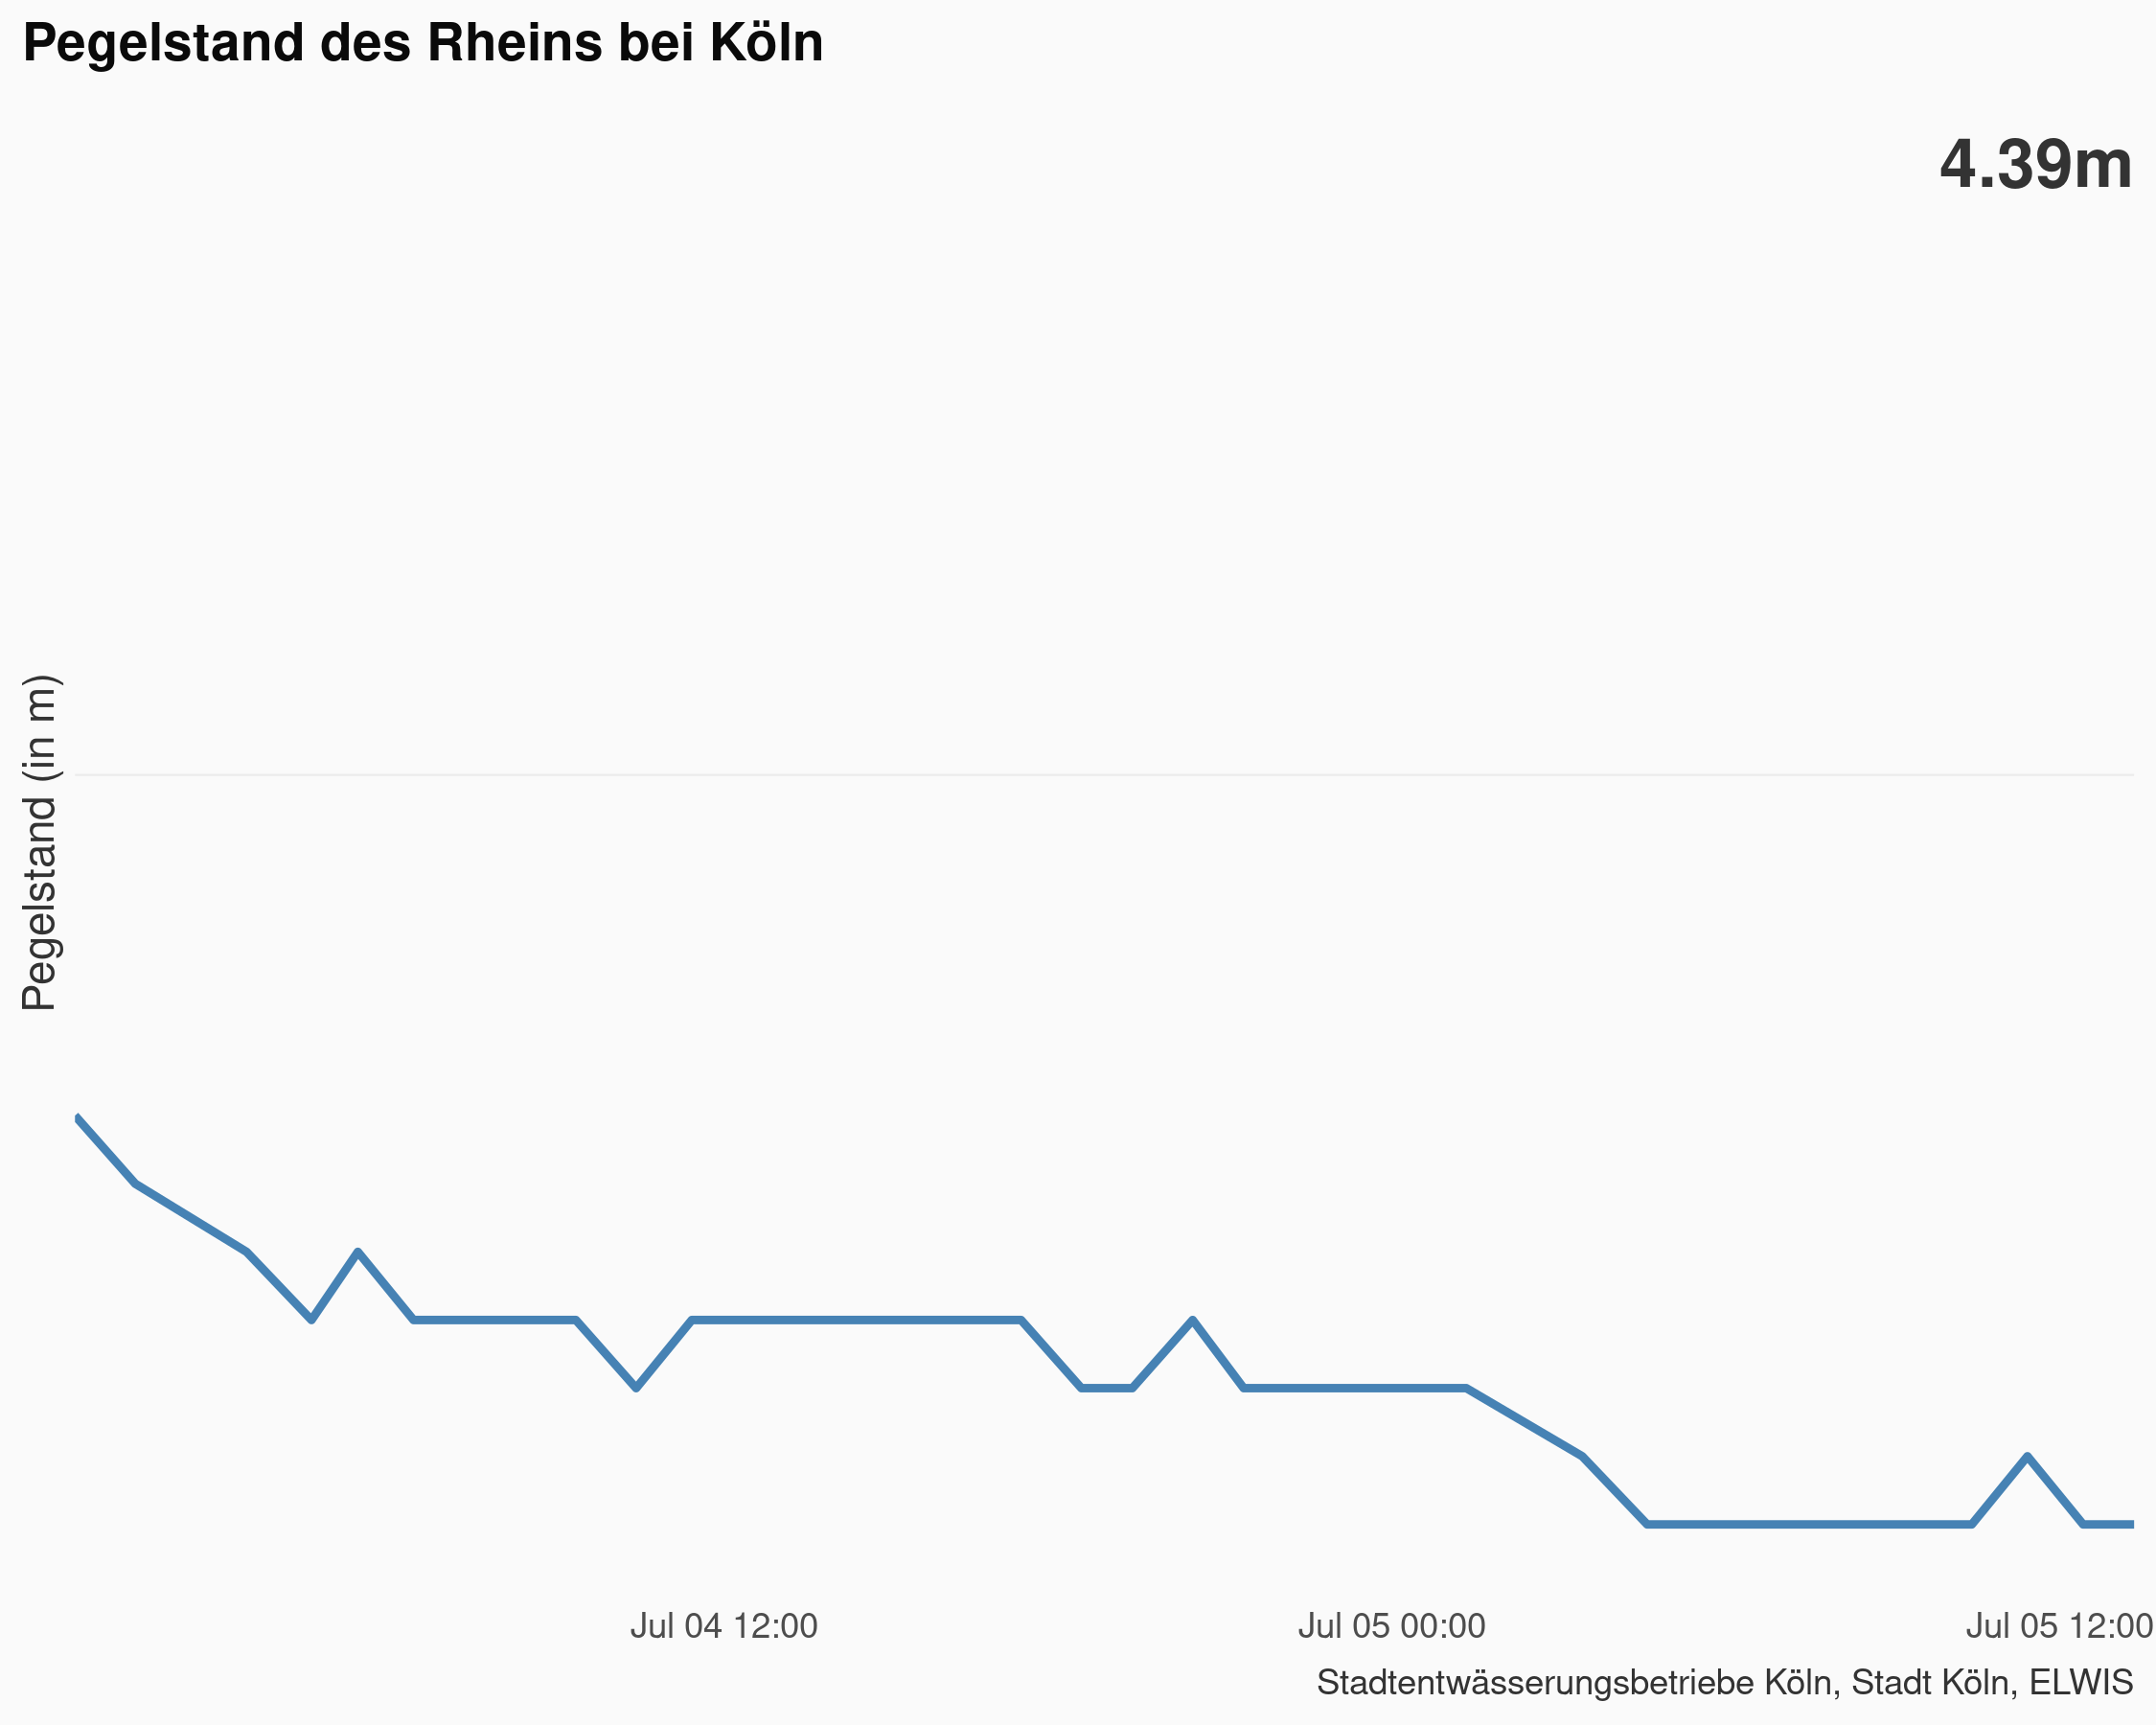 Pegelstand des Rheins bei Köln
4.39m
Pegelstand (in m)
Jul 04 12:00
Jul 05 00:00
Jul 05 12:00
Stadtentwässerungsbetriebe Köln, Stadt Köln, ELWIS